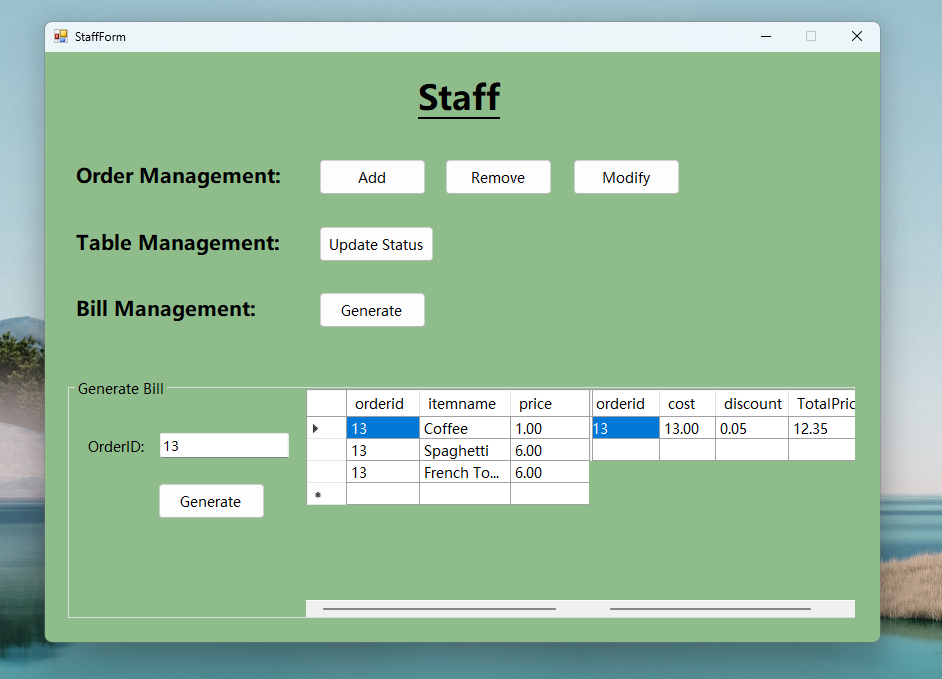 StaffForm
Staff
Order Management: Add Remove Modify
Table Management: Update Status
Bill Management: Generate
Generate Bill
orderid itemname price orderid cost discount TotalPric
OrderID: 13
13 Coffee 1.00 13 13.00 0.05 12.35
13 Spaghetti 6.00
13 French To... 6.00
Generate